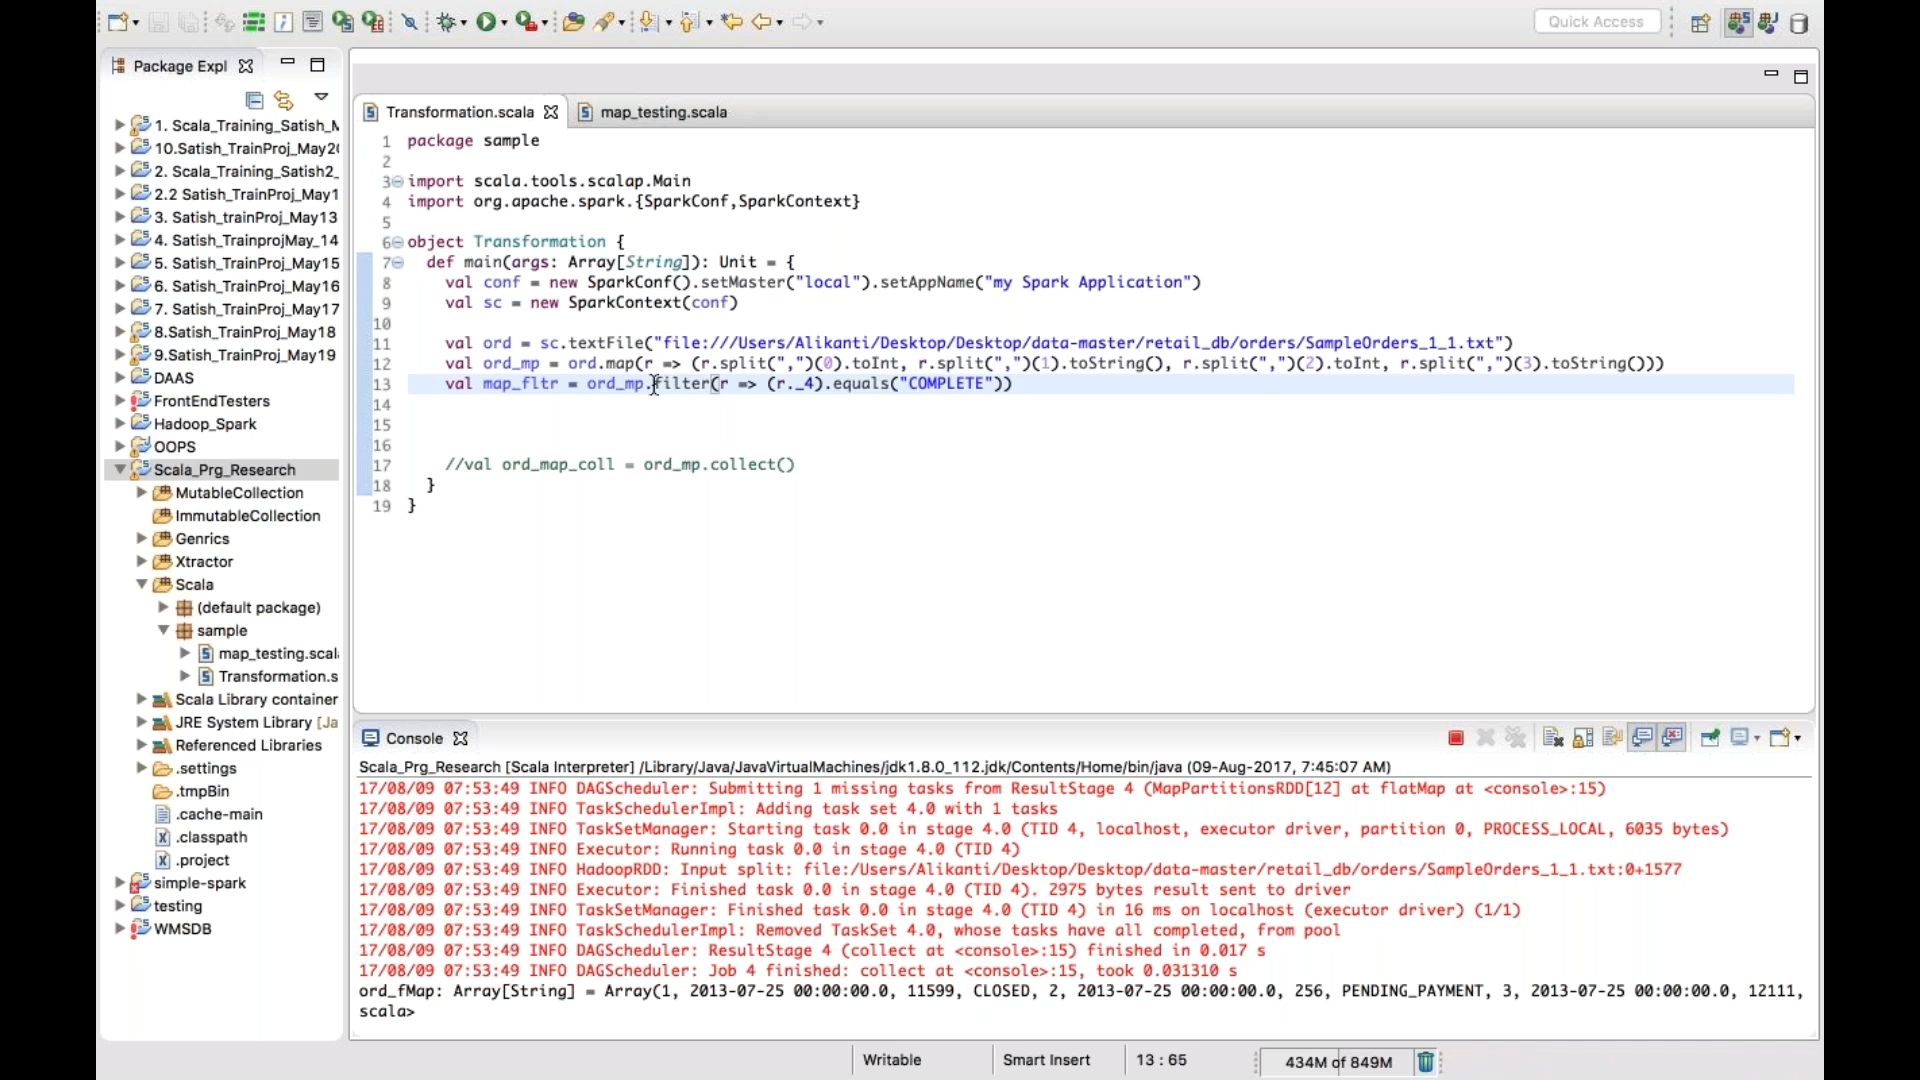 Quick Access
Package Expl
1. Scala_Training_Satish_M
10.Satish_TrainProj_May20
2. Scala_Training_Satish2_
2.2 Satish_TrainProj_May1
3. Satish_trainProj_May13
4. Satish_TrainprojMay_14
5. Satish_TrainProj_May15
6. Satish_TrainProj_May16
7. Satish_TrainProj_May17
8.Satish_TrainProj_May18
9.Satish_TrainProj_May19
DAAS
FrontEndTesters
Hadoop_Spark
OOPS
Scala_Prg_Research
MutableCollection
ImmutableCollection
Genrics
Xtractor
Scala
(default package)
sample
map_testing.scal
Transformation.s
Scala Library container
JRE System Library [Ja
Referenced Libraries
.settings
.tmpBin
.cache-main
.classpath
.project
simple-spark
testing
WMSDB
Transformation.scala map_testing.scala
1 package sample
2
3 import scala.tools.scalap.Main
4 import org.apache.spark.{SparkConf,SparkContext}
5
6 object Transformation {
7 def main(args: Array[String]): Unit = {
8 val conf = new SparkConf().setMaster("local").setAppName("my Spark Application")
9 val sc = new SparkContext(conf)
10
11 val ord = sc.textFile("file:///Users/Alikanti/Desktop/Desktop/data-master/retail_db/orders/SampleOrders_1_1.txt")
12 val ord_mp = ord.map(r => (r.split(",")(0).toInt, r.split(",")(1).toString(), r.split(",")(2).toInt, r.split(",")(3).toString()))
13 val map_fltr = ord_mp.filter(r => (r._4).equals("COMPLETE"))
14
15
16
17 //val ord_map_coll = ord_mp.collect()
18 }
19 }
Console
Scala_Prg_Research [Scala Interpreter] /Library/Java/JavaVirtualMachines/jdk1.8.0_112.jdk/Contents/Home/bin/java (09-Aug-2017, 7:45:07 AM)
17/08/09 07:53:49 INFO DAGScheduler: Submitting 1 missing tasks from ResultStage 4 (MapPartitionsRDD[12] at flatMap at <console>:15)
17/08/09 07:53:49 INFO TaskSchedulerImpl: Adding task set 4.0 with 1 tasks
17/08/09 07:53:49 INFO TaskSetManager: Starting task 0.0 in stage 4.0 (TID 4, localhost, executor driver, partition 0, PROCESS_LOCAL, 6035 bytes)
17/08/09 07:53:49 INFO Executor: Running task 0.0 in stage 4.0 (TID 4)
17/08/09 07:53:49 INFO HadoopRDD: Input split: file:/Users/Alikanti/Desktop/Desktop/data-master/retail_db/orders/SampleOrders_1_1.txt:0+1577
17/08/09 07:53:49 INFO Executor: Finished task 0.0 in stage 4.0 (TID 4). 2975 bytes result sent to driver
17/08/09 07:53:49 INFO TaskSetManager: Finished task 0.0 in stage 4.0 (TID 4) in 16 ms on localhost (executor driver) (1/1)
17/08/09 07:53:49 INFO TaskSchedulerImpl: Removed TaskSet 4.0, whose tasks have all completed, from pool
17/08/09 07:53:49 INFO DAGScheduler: ResultStage 4 (collect at <console>:15) finished in 0.017 s
17/08/09 07:53:49 INFO DAGScheduler: Job 4 finished: collect at <console>:15, took 0.031310 s
ord_fMap: Array[String] = Array(1, 2013-07-25 00:00:00.0, 11599, CLOSED, 2, 2013-07-25 00:00:00.0, 256, PENDING_PAYMENT, 3, 2013-07-25 00:00:00.0, 12111,
scala>
Writable Smart Insert 13 : 65 434M of 849M